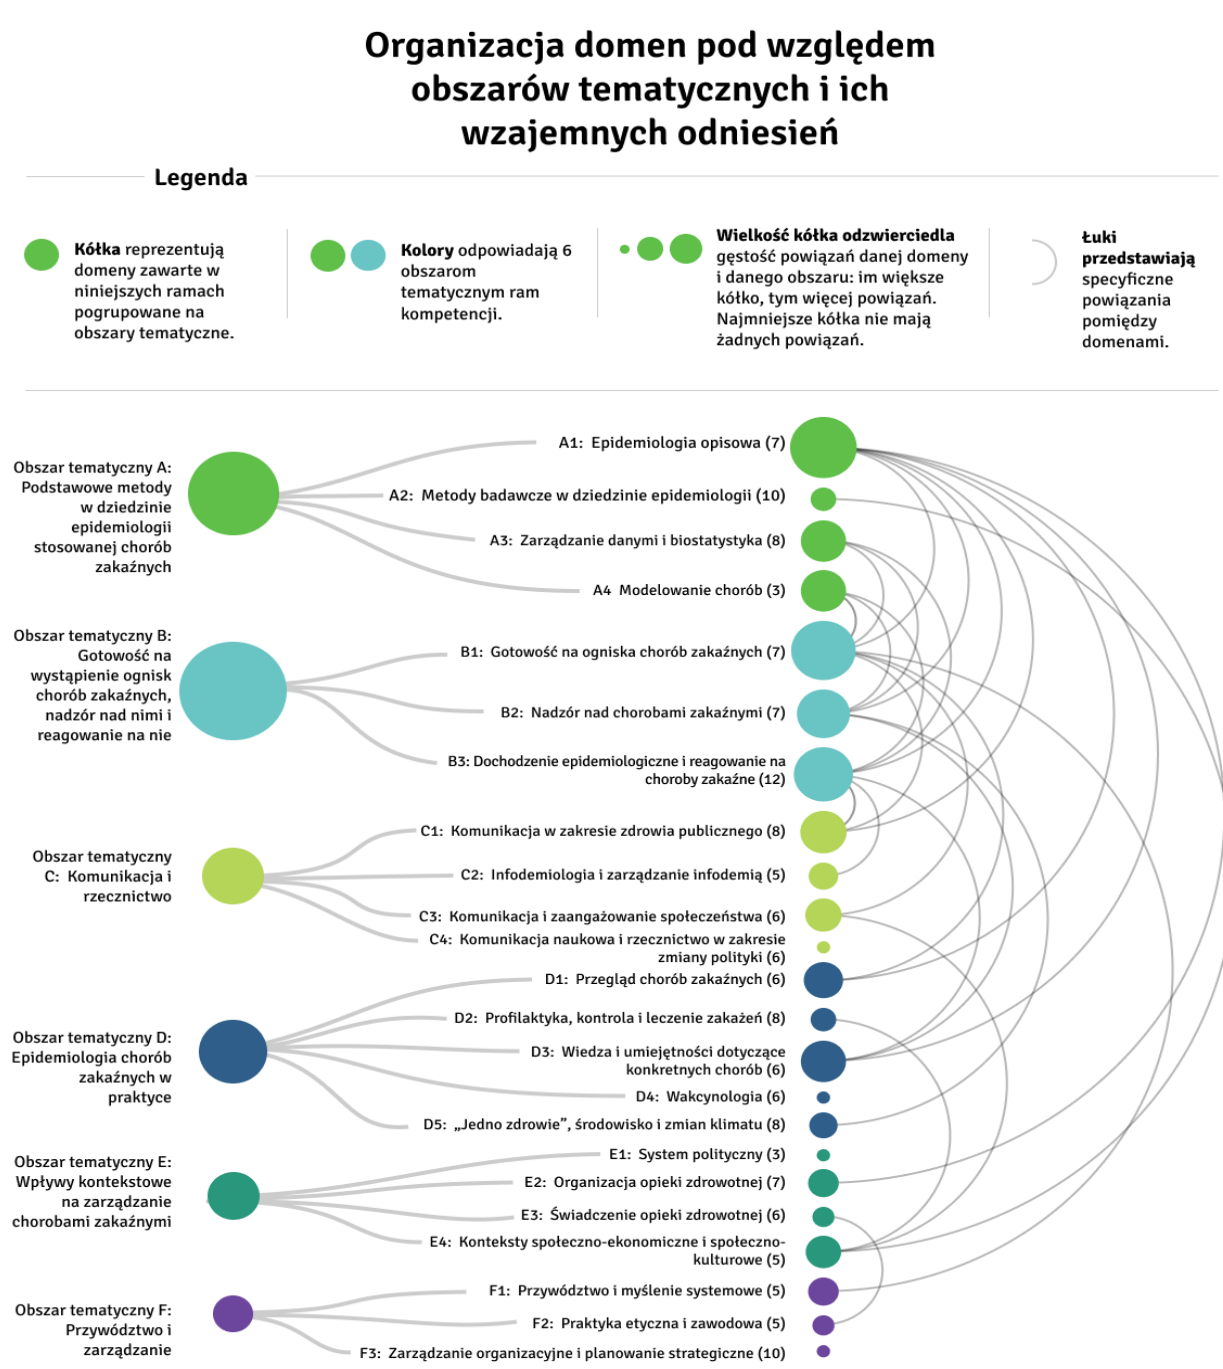 Organizacja domen pod względem
obszarów tematycznych i ich
wzajemnych odniesień
Legenda
Kółka reprezentują
domeny zawarte w
niniejszych ramach
pogrupowane na
obszary tematyczne.
Kolory odpowiadają 6
obszarom
tematycznym ram
kompetencji.
Wielkość kółka odzwierciedla
gęstość powiązań danej domeny
i danego obszaru: im większe
kółko, tym więcej powiązań.
Najmniejsze kółka nie mają
żadnych powiązań.
Łuki
przedstawiają
specyficzne
powiązania
pomiędzy
domenami.
Obszar tematyczny A:
Podstawowe metody
w dziedzinie
epidemiologii
stosowanej chorób
zakaźnych
A1: Epidemiologia opisowa (7)
A2: Metody badawcze w dziedzinie epidemiologii (10)
A3: Zarządzanie danymi i biostatystyka (8)
A4 Modelowanie chorób (3)
Obszar tematyczny B:
Gotowość na
wystąpienie ognisk
chorób zakaźnych,
nadzór nad nimi i
reagowanie na nie
B1: Gotowość na ogniska chorób zakaźnych (7)
B2: Nadzór nad chorobami zakaźnymi (7)
B3: Dochodzenie epidemiologiczne i reagowanie na
choroby zakaźne (12)
Obszar tematyczny
C: Komunikacja i
rzecznictwo
C1: Komunikacja w zakresie zdrowia publicznego (8)
C2: Infodemiologia i zarządzanie infodemią (5)
C3: Komunikacja i zaangażowanie społeczeństwa (6)
C4: Komunikacja naukowa i rzecznictwo w zakresie
zmiany polityki (6)
Obszar tematyczny D:
Epidemiologia chorób
zakaźnych w
praktyce
D1: Przegląd chorób zakaźnych (6)
D2: Profilaktyka, kontrola i leczenie zakażeń (8)
D3: Wiedza i umiejętności dotyczące
konkretnych chorób (6)
D4: Wakcynologia (6)
D5: „Jedno zdrowie”, środowisko i zmian klimatu (8)
Obszar tematyczny E:
Wpływy kontekstowe
na zarządzanie
chorobami zakaźnymi
E1: System polityczny (3)
E2: Organizacja opieki zdrowotnej (7)
E3: Świadczenie opieki zdrowotnej (6)
E4: Konteksty społeczno-ekonomiczne i społeczno-
kulturowe (5)
Obszar tematyczny F:
Przywództwo i
zarządzanie
F1: Przywództwo i myślenie systemowe (5)
F2: Praktyka etyczna i zawodowa (5)
F3: Zarządzanie organizacyjne i planowanie strategiczne (10)